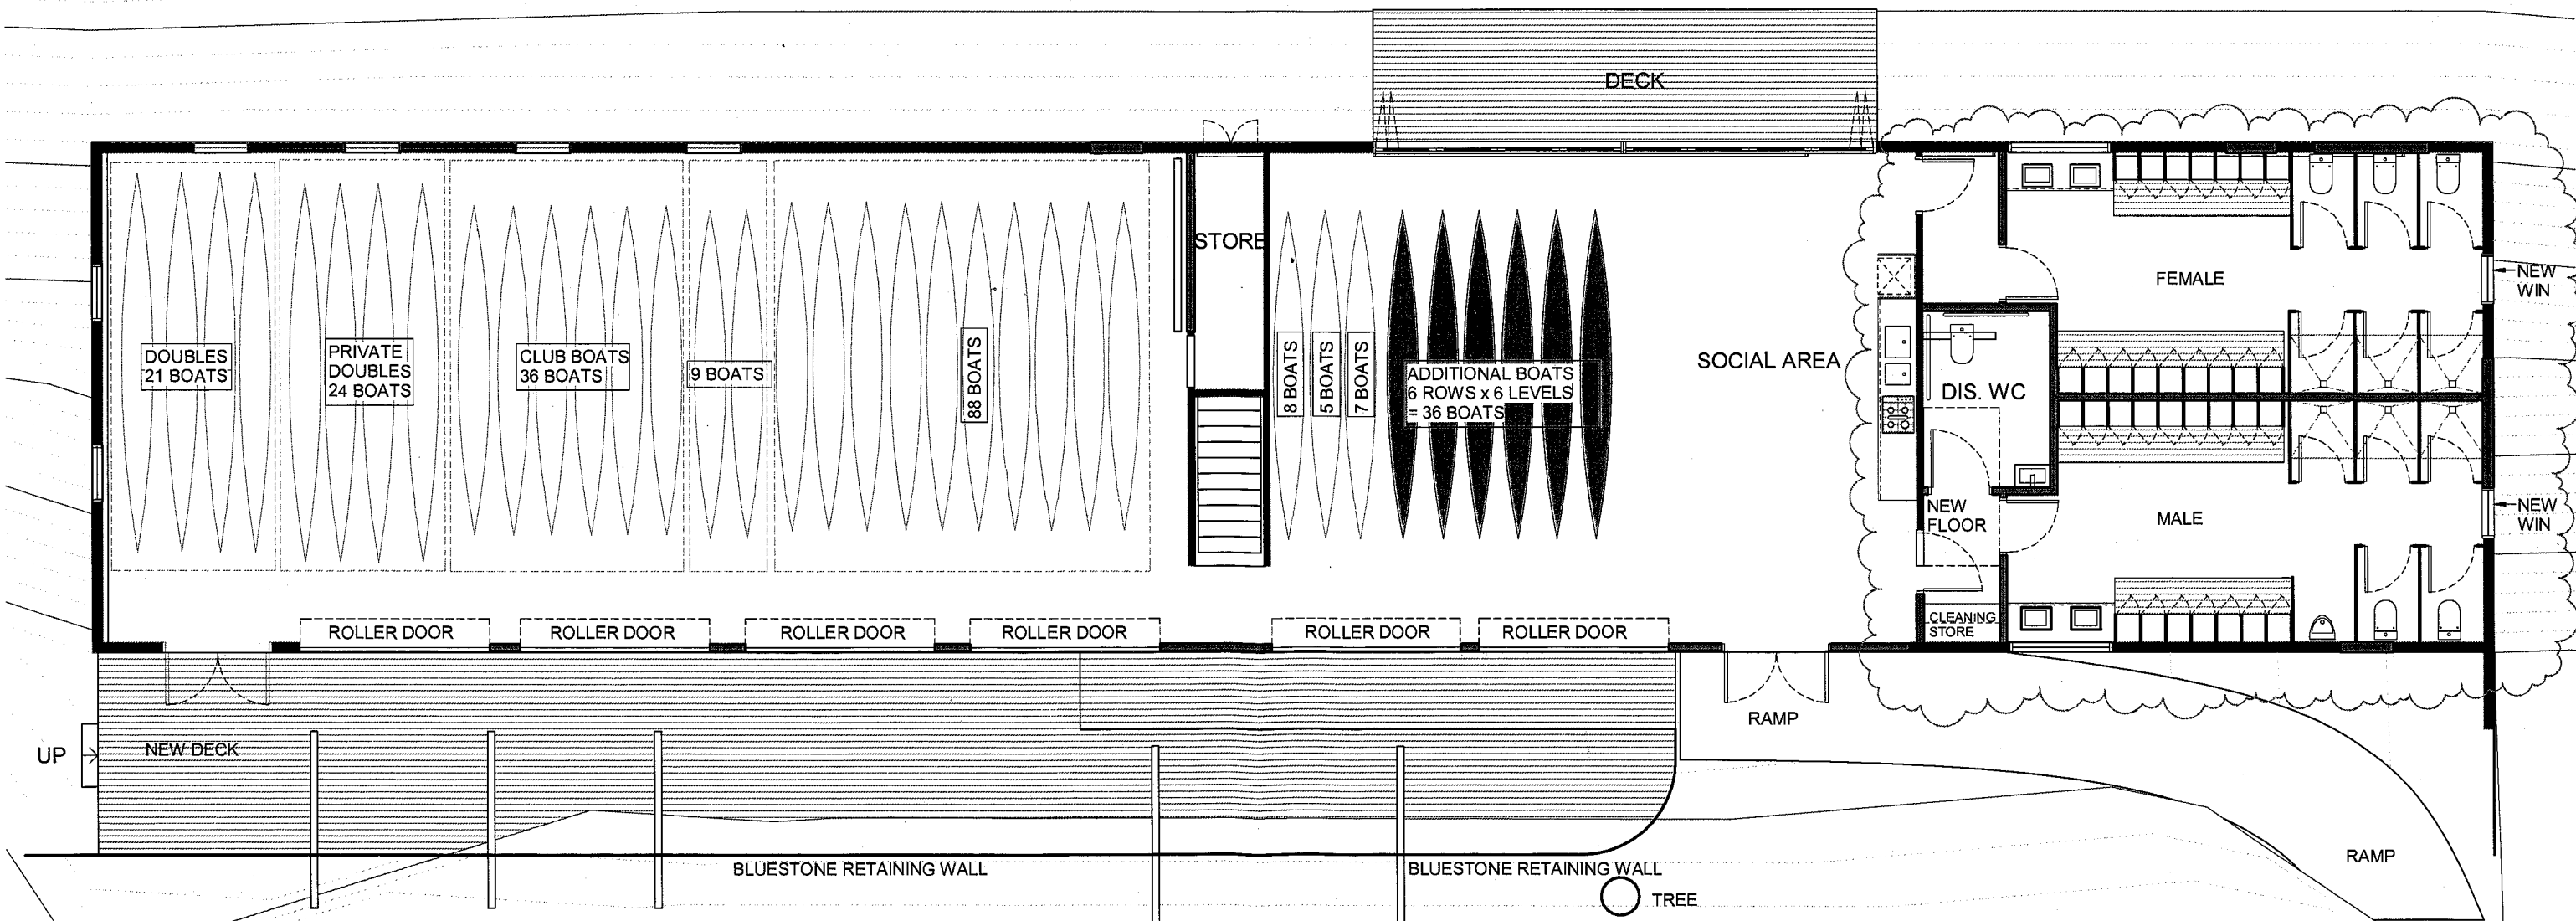 DECK
STORE
DOUBLES
21 BOATS
PRIVATE
DOUBLES
24 BOATS
CLUB BOATS
36 BOATS
9 BOATS
88 BOATS
8 BOATS
5 BOATS
7 BOATS
ADDITIONAL BOATS
6 ROWS x 6 LEVELS
= 36 BOATS
SOCIAL AREA
DIS. WC
FEMALE
NEW
WIN
NEW
FLOOR
MALE
NEW
WIN
CLEANING
STORE
ROLLER DOOR
ROLLER DOOR
ROLLER DOOR
ROLLER DOOR
ROLLER DOOR
ROLLER DOOR
UP
NEW DECK
RAMP
BLUESTONE RETAINING WALL
BLUESTONE RETAINING WALL
TREE
RAMP